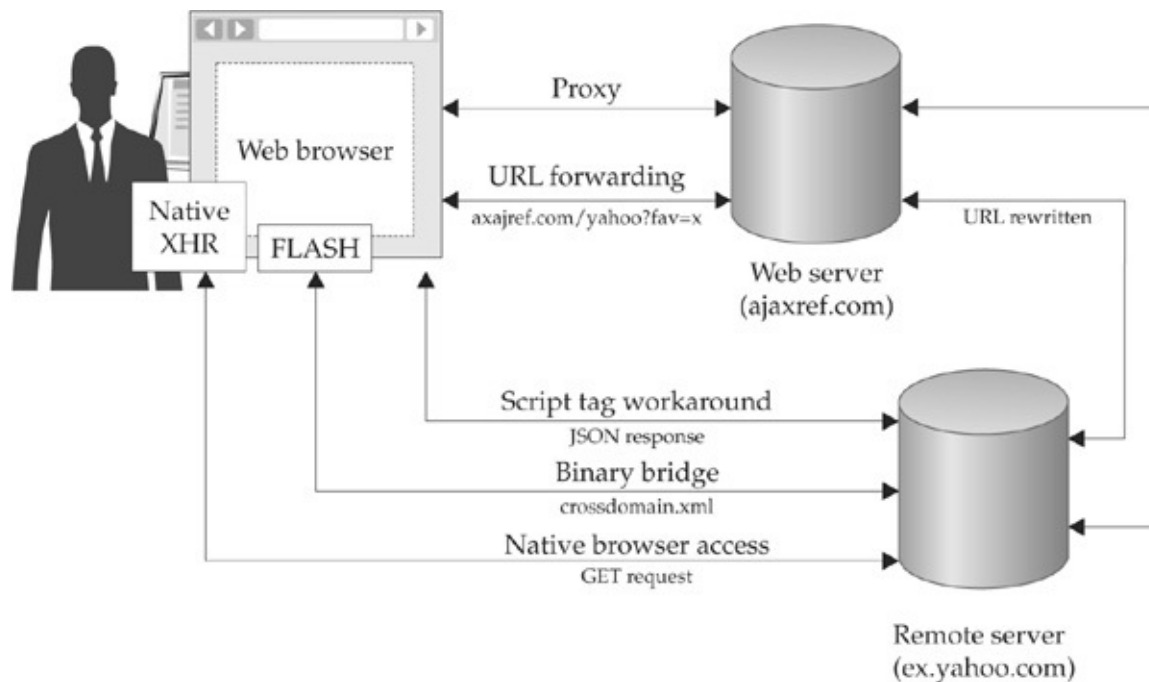 Proxy
Web browser
URL forwarding
axajref.com/yahoo?fav=x
Native
XHR
FLASH
URL rewritten
Web server
(ajaxref.com)
Script tag workaround
JSON response
Binary bridge
crossdomain.xml
Native browser access
GET request
Remote server
(ex.yahoo.com)